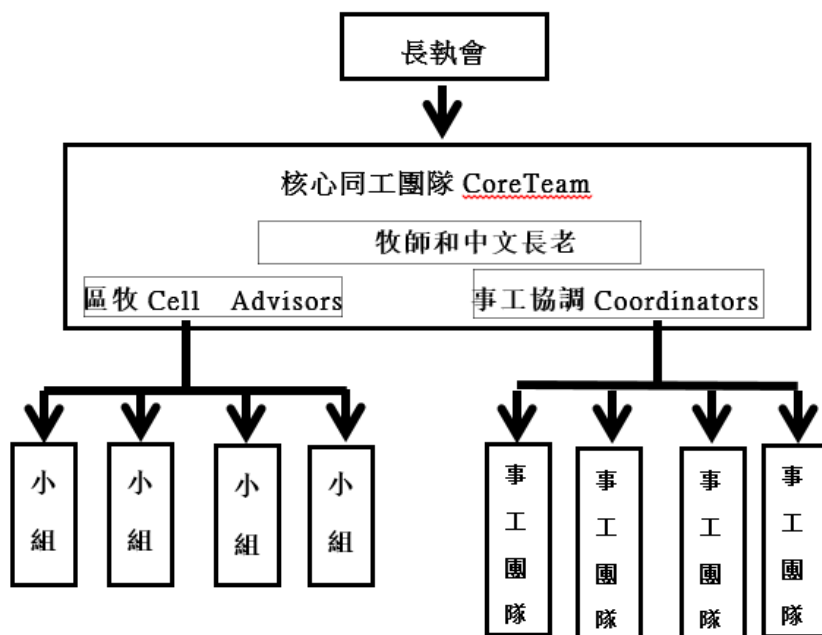 長執會
核心同工團隊 CoreTeam
牧師和中文長老
區牧 Cell Advisors
事工協調 Coordinators
小組
小組
小組
小組
事工團隊
事工團隊
事工團隊
事工團隊